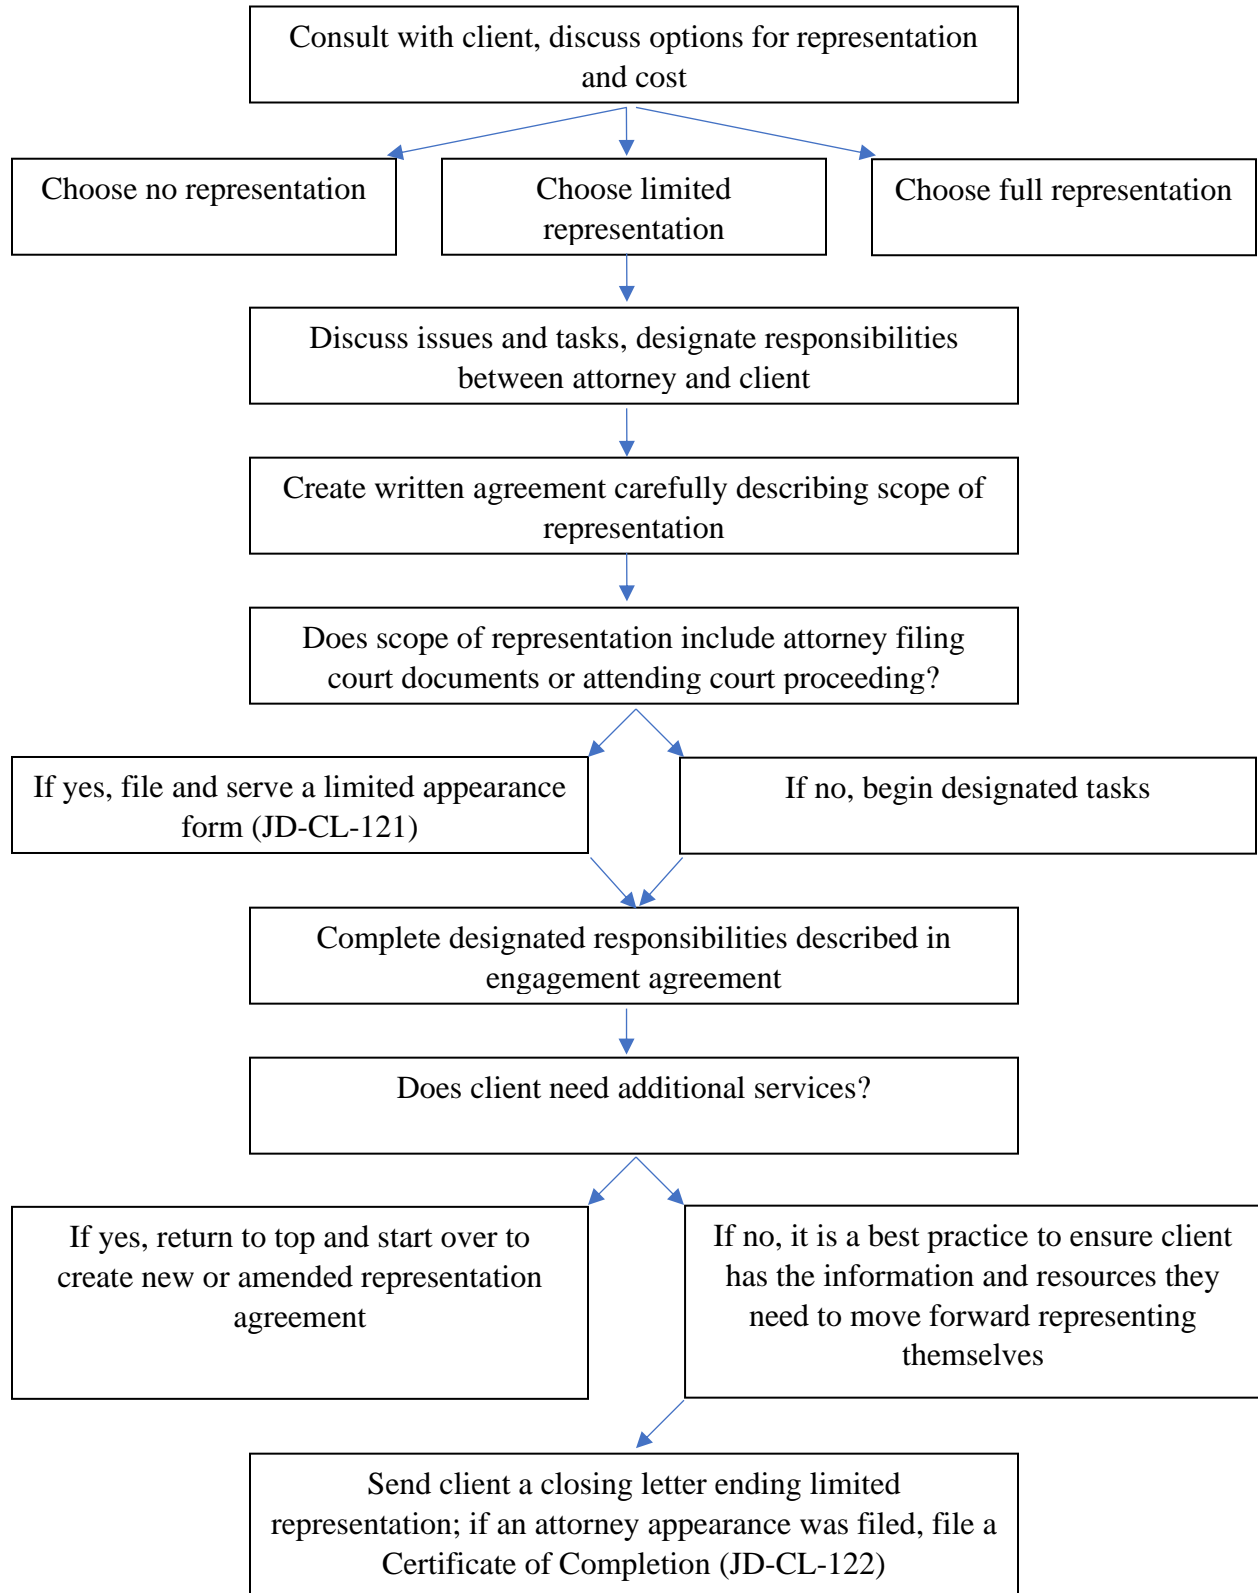 Consult with client, discuss options for representation
and cost
Choose no representation
Choose limited
representation
Choose full representation
Discuss issues and tasks, designate responsibilities
between attorney and client
Create written agreement carefully describing scope of
representation
Does scope of representation include attorney filing
court documents or attending court proceeding?
If yes, file and serve a limited appearance
form (JD-CL-121)
If no, begin designated tasks
Complete designated responsibilities described in
engagement agreement
Does client need additional services?
If yes, return to top and start over to
create new or amended representation
agreement
If no, it is a best practice to ensure client
has the information and resources they
need to move forward representing
themselves
Send client a closing letter ending limited
representation; if an attorney appearance was filed, file a
Certificate of Completion (JD-CL-122)